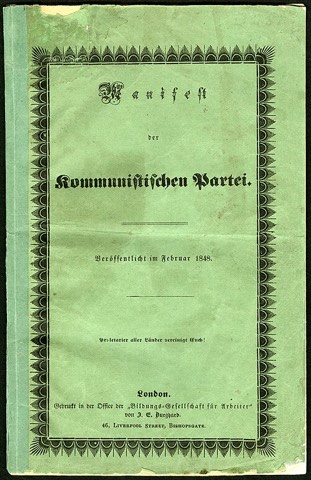 Manifest
der
Kommunistischen Partei.
Veröffentlicht im Februar 1848.
Proletarier aller Länder vereinigt Euch!
London.
Gedruckt in der Office der „Bildungs-Gesellschaft für Arbeiter“
von J. E. Burghard.
46, LIVERPOOL STREET, BISHOPSGATE.